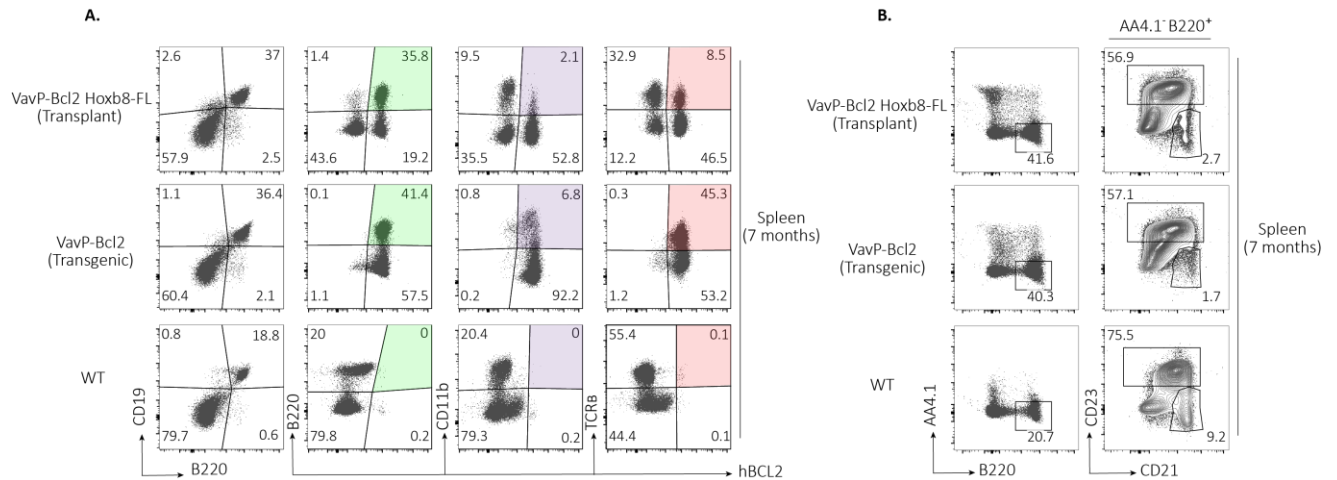 A.
B.
AA4.1⁻ B220⁺
VavP-Bcl2 Hoxb8-FL
(Transplant)
2.6 37
57.9 2.5
1.4 35.8
43.6 19.2
9.5 2.1
35.5 52.8
32.9 8.5
12.2 46.5
VavP-Bcl2
(Transgenic)
1.1 36.4
60.4 2.1
0.1 41.4
1.1 57.5
0.8 6.8
0.2 92.2
0.3 45.3
1.2 53.2
WT
0.8 18.8
79.7 0.6
20 0
79.8 0.2
20.4 0
79.3 0.2
55.4 0.1
44.4 0.1
CD19
B220
B220
CD11b
TCRB
hBCL2
Spleen
(7 months)
VavP-Bcl2 Hoxb8-FL
(Transplant)
41.6
56.9
2.7
VavP-Bcl2
(Transgenic)
40.3
57.1
1.7
WT
20.7
75.5
9.2
AA4.1
B220
CD23
CD21
Spleen
(7 months)